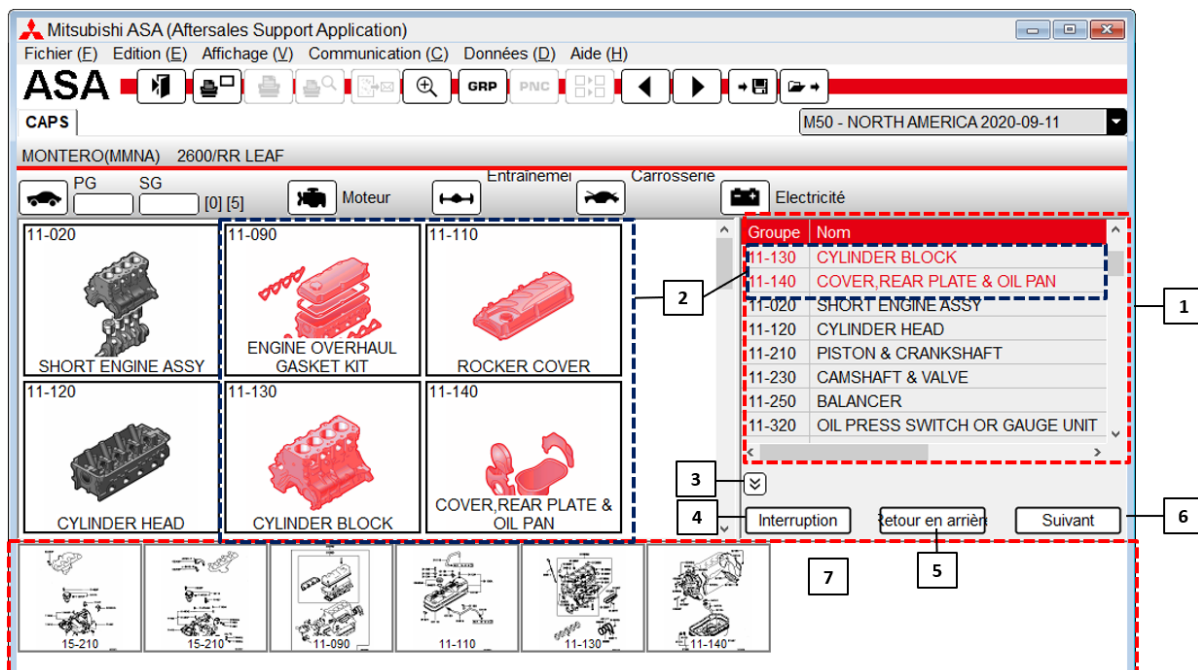 Mitsubishi ASA (Aftersales Support Application)
Fichier (F) Edition (E) Affichage (V) Communication (C) Données (D) Aide (H)
ASA GRP PNC
CAPS M50 - NORTH AMERICA 2020-09-11
MONTERO(MMNA) 2600/RR LEAF
PG SG [0] [5] Moteur Entraînemei Carrosserie Electricité
11-020 11-090 11-110
SHORT ENGINE ASSY ENGINE OVERHAUL GASKET KIT ROCKER COVER
11-120 11-130 11-140
CYLINDER HEAD CYLINDER BLOCK COVER,REAR PLATE & OIL PAN
2
Groupe Nom
11-130 CYLINDER BLOCK
11-140 COVER,REAR PLATE & OIL PAN
11-020 SHORT ENGINE ASSY
11-120 CYLINDER HEAD
11-210 PISTON & CRANKSHAFT
11-230 CAMSHAFT & VALVE
11-250 BALANCER
11-320 OIL PRESS SWITCH OR GAUGE UNIT
1
3
4 Interruption Retour en arrièr Suivant 6
5
7
15-210 15-210 11-090 11-110 11-130 11-140